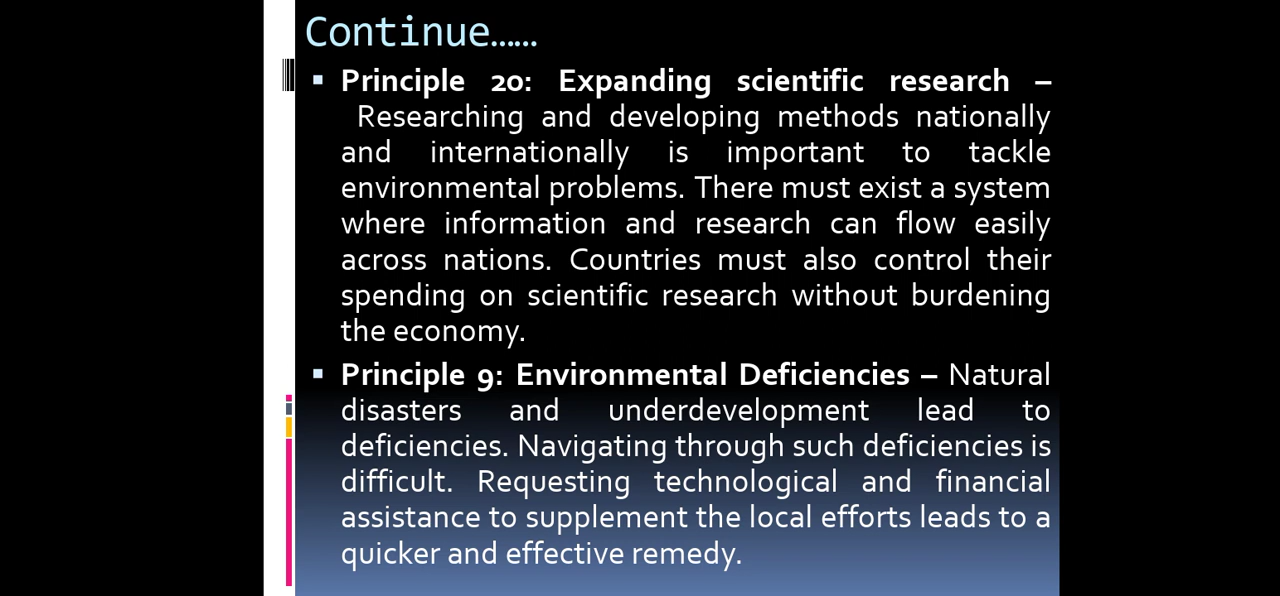 Continue……
▪ Principle 20: Expanding scientific research –
Researching and developing methods nationally
and internationally is important to tackle
environmental problems. There must exist a system
where information and research can flow easily
across nations. Countries must also control their
spending on scientific research without burdening
the economy.
▪ Principle 9: Environmental Deficiencies – Natural
disasters and underdevelopment lead to
deficiencies. Navigating through such deficiencies is
difficult. Requesting technological and financial
assistance to supplement the local efforts leads to a
quicker and effective remedy.